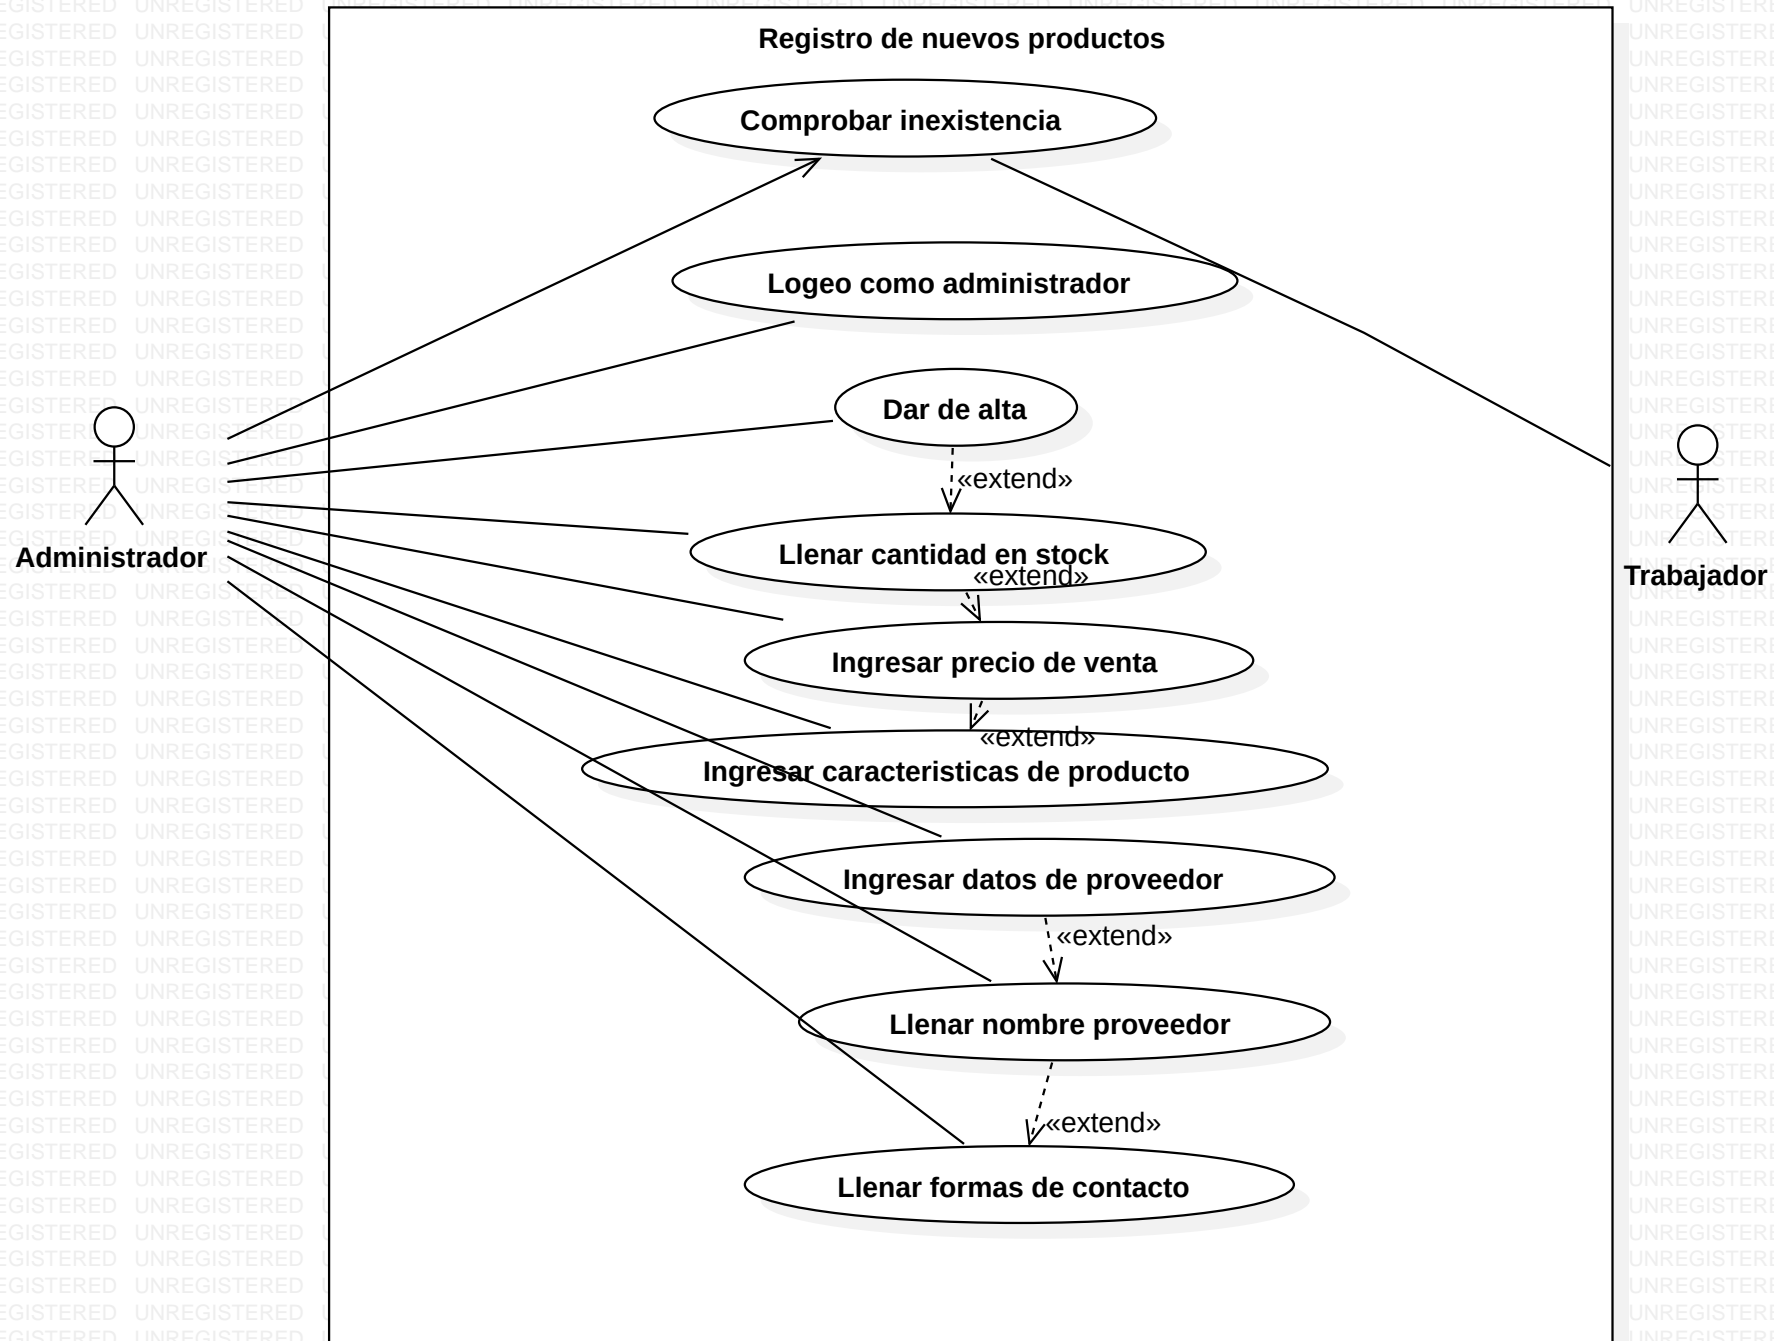 Registro de nuevos productos
Comprobar inexistencia
Logeo como administrador
Dar de alta
«extend»
Administrador
Llenar cantidad en stock
Trabajador
«extend»
Ingresar precio de venta
«extend»
Ingresar caracteristicas de producto
Ingresar datos de proveedor
«extend»
Llenar nombre proveedor
«extend»
Llenar formas de contacto
UNREGISTERED